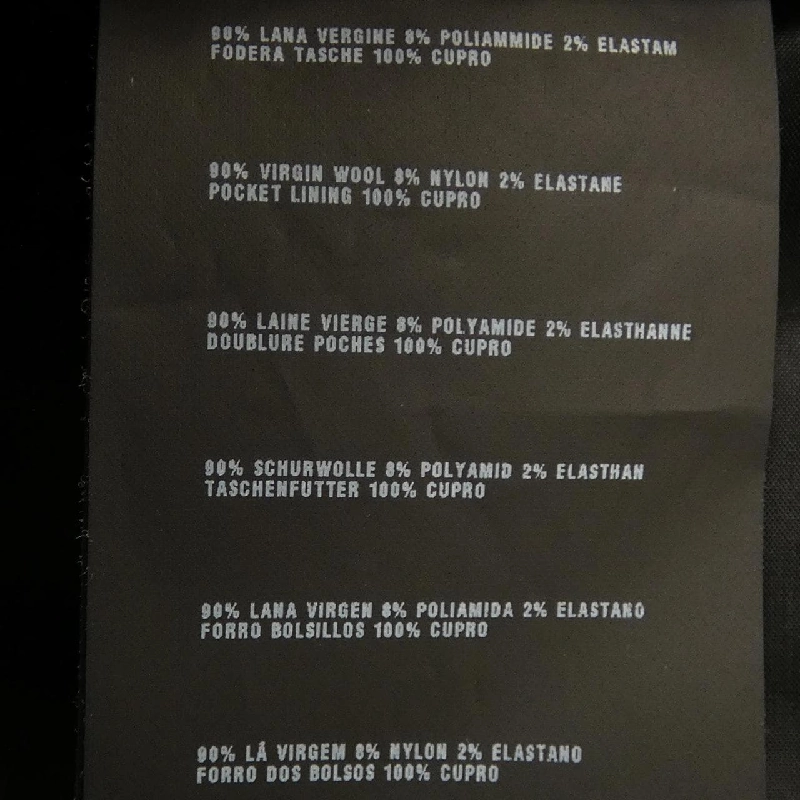 90% LANA VERGINE 8% POLIAMMIDE 2% ELASTAM
FODERA TASCHE 100% CUPRO
90% VIRGIN WOOL 8% NYLON 2% ELASTANE
POCKET LINING 100% CUPRO
90% LAINE VIERGE 8% POLYAMIDE 2% ELASTHANNE
DOUBLURE POCHES 100% CUPRO
90% SCHURWOLLE 8% POLYAMID 2% ELASTHAN
TASCHENFUTTER 100% CUPRO
90% LANA VIRGEN 8% POLIAMIDA 2% ELASTANO
FORRO BOLSILLOS 100% CUPRO
90% LÃ VIRGEM 8% NYLON 2% ELASTANO
FORRO DOS BOLSOS 100% CUPRO